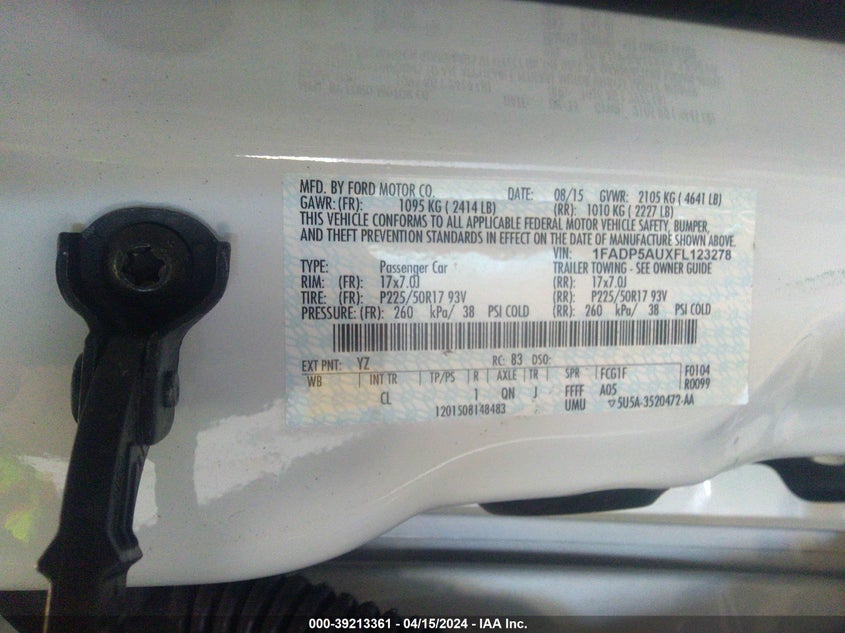 MFD. BY FORD MOTOR CO. DATE: 08/15 GVWR: 2105 KG ( 4641 LB)
GAWR: (FR): 1095 KG ( 2414 LB) (RR): 1010 KG ( 2227 LB)
THIS VEHICLE CONFORMS TO ALL APPLICABLE FEDERAL MOTOR VEHICLE SAFETY, BUMPER,
AND THEFT PREVENTION STANDARDS IN EFFECT ON THE DATE OF MANUFACTURE SHOWN ABOVE.
VIN: 1FADP5AUXFL123278
TYPE: Passenger Car TRAILER TOWING - SEE OWNER GUIDE
RIM: (FR): 17x7.0J (RR): 17x7.0J
TIRE: (FR): P225/50R17 93V (RR): P225/50R17 93V
PRESSURE: (FR): 260 kPa/ 38 PSI COLD (RR): 260 kPa/ 38 PSI COLD
EXT PNT: YZ RC: 83 DSO:
WB INT TR TP/PS R AXLE TR SPR FCG1F F0104
CL 1 QN J FFFF A05 R0099
1201508148483 UMU ▽5U5A-3520472-AA
000-39213361 - 04/15/2024 - IAA Inc.